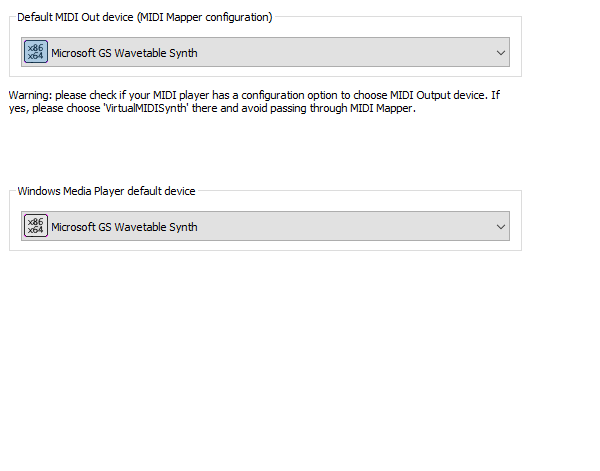 Default MIDI Out device (MIDI Mapper configuration)
x86
x64
Microsoft GS Wavetable Synth
Warning: please check if your MIDI player has a configuration option to choose MIDI Output device. If
yes, please choose 'VirtualMIDISynth' there and avoid passing through MIDI Mapper.
Windows Media Player default device
x86
x64
Microsoft GS Wavetable Synth